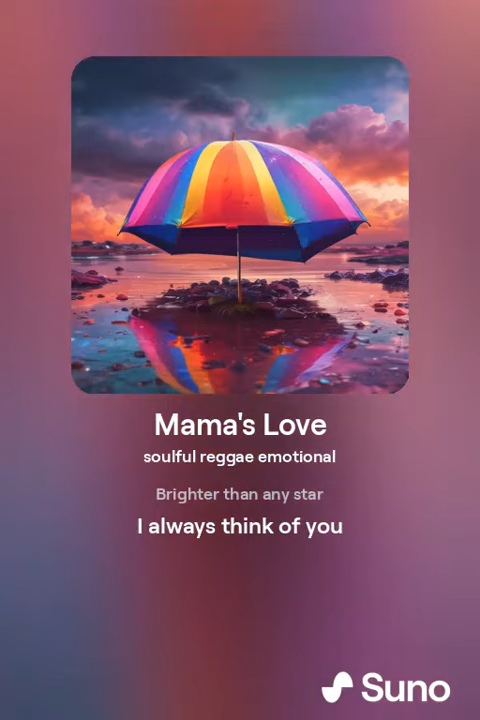 Mama's Love
soulful reggae emotional
Brighter than any star
I always think of you
Suno